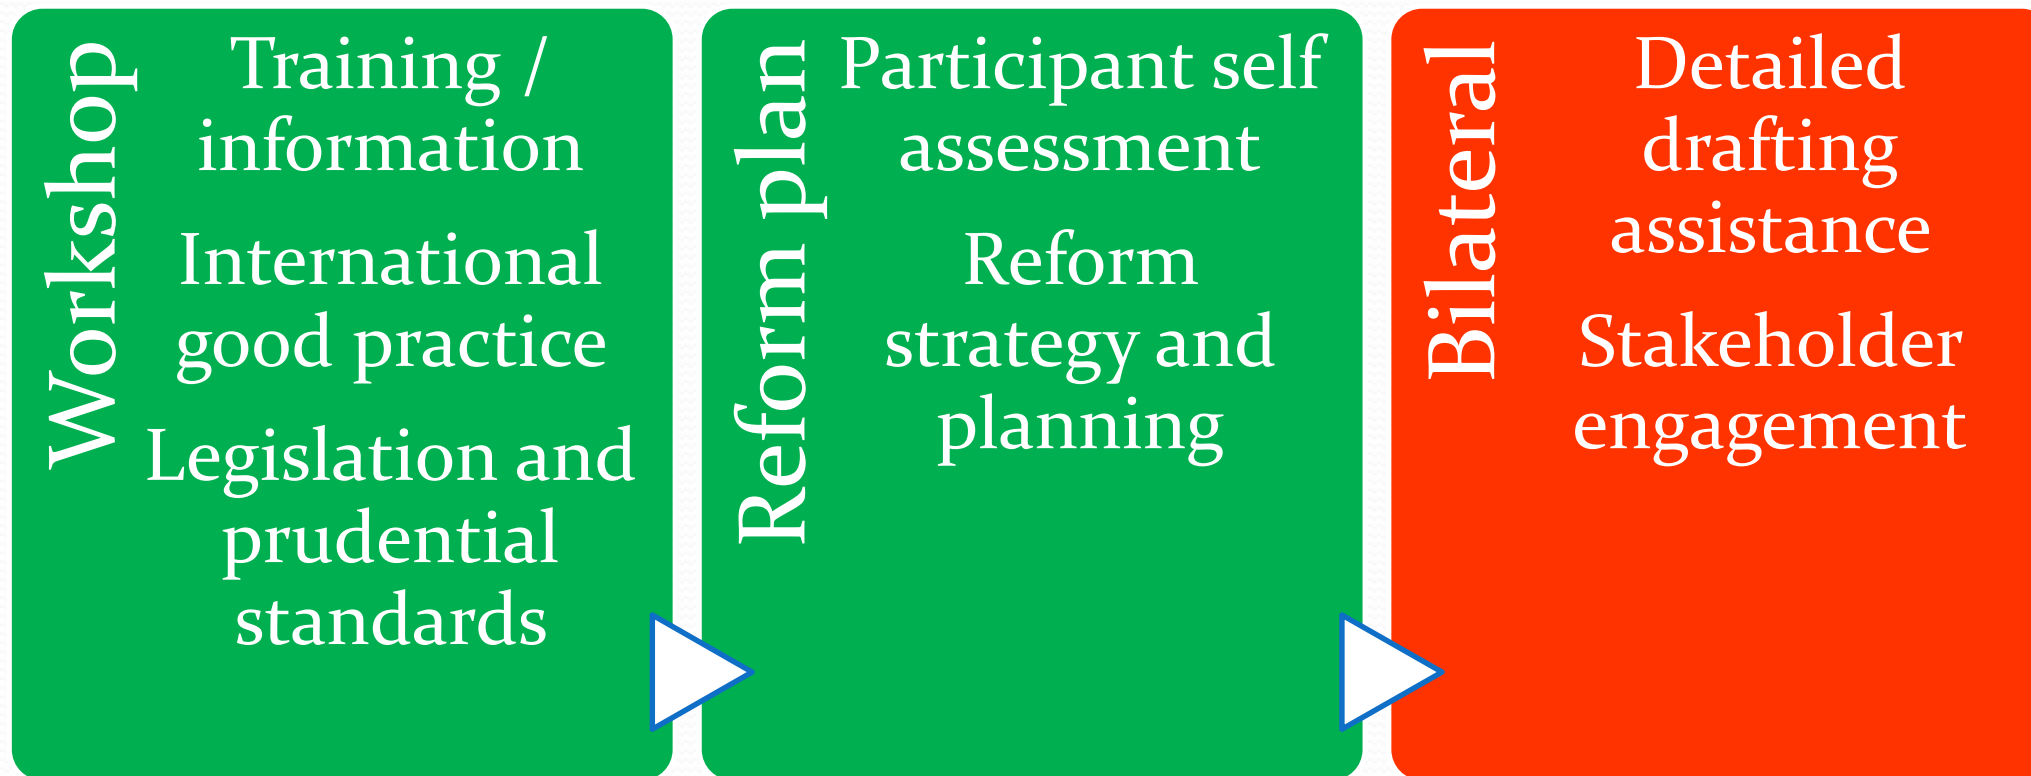 Workshop
Training /
information
International
good practice
Legislation and
prudential
standards
Reform plan
Participant self
assessment
Reform
strategy and
planning
Bilateral
Detailed
drafting
assistance
Stakeholder
engagement